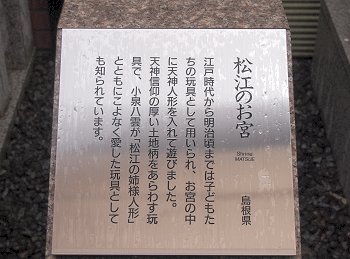 松江のお宮
Shrine
MATSUE
島根県
江戸時代から明治頃までは子どもた
ちの玩具として用いられ、お宮の中
に天神人形を入れて遊びました。
天神信仰の厚い土地柄をあらわす玩
具で、小泉八雲が「松江の姉様人形」
とともにこよなく愛した玩具として
も知られています。